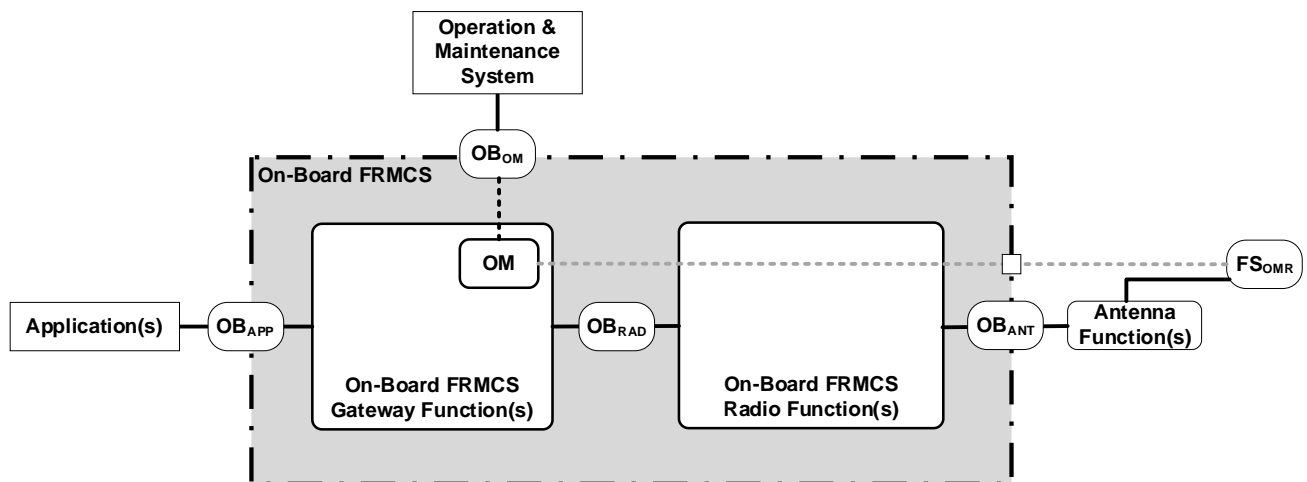 Operation &
Maintenance
System
OBOM
On-Board FRMCS
OM
FSOMR
Application(s)
OBAPP
OBRAD
OBANT
Antenna
Function(s)
On-Board FRMCS
Gateway Function(s)
On-Board FRMCS
Radio Function(s)